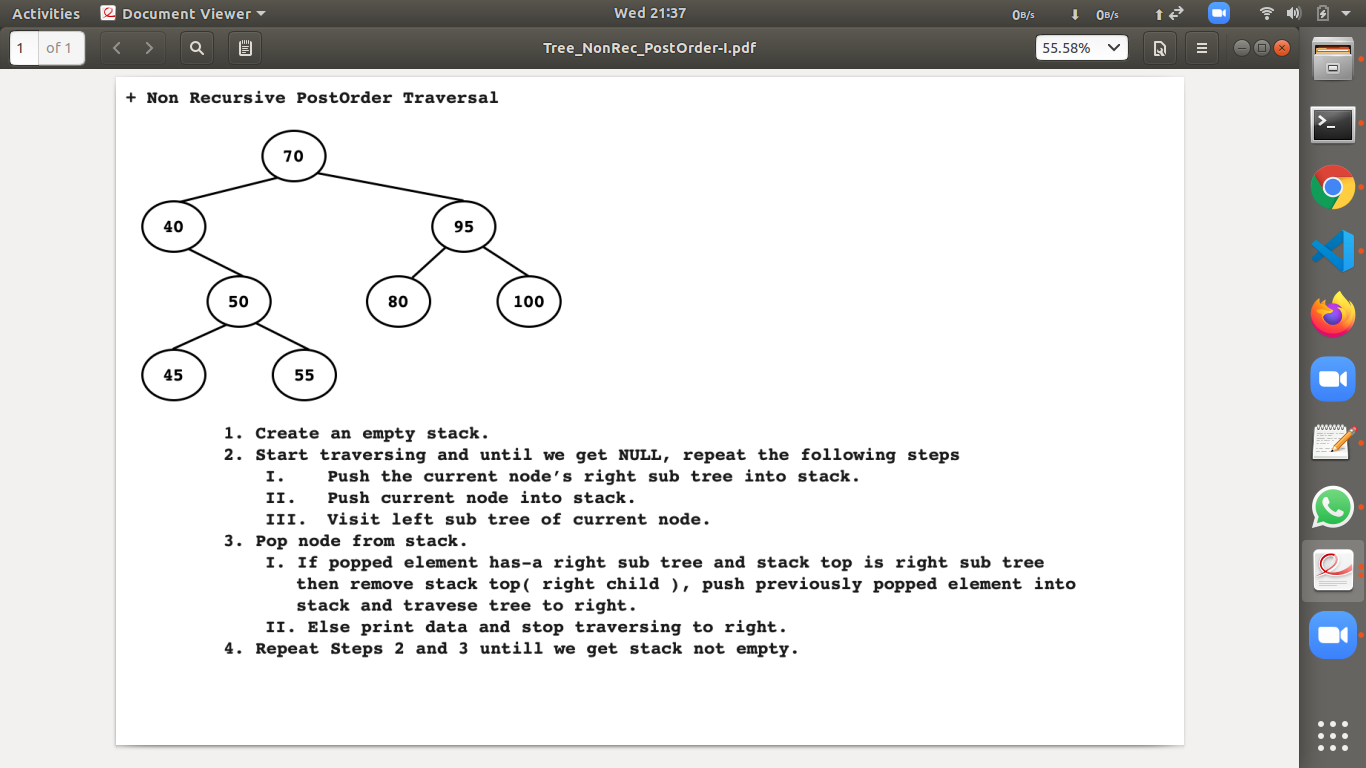 Activities Document Viewer Wed 21:37 0B/s 0B/s
1 of 1 Tree_NonRec_PostOrder-I.pdf 55.58%
+ Non Recursive PostOrder Traversal
70
40 95
50 80 100
45 55
1. Create an empty stack.
2. Start traversing and until we get NULL, repeat the following steps
I. Push the current node’s right sub tree into stack.
II. Push current node into stack.
III. Visit left sub tree of current node.
3. Pop node from stack.
I. If popped element has-a right sub tree and stack top is right sub tree
then remove stack top( right child ), push previously popped element into
stack and travese tree to right.
II. Else print data and stop traversing to right.
4. Repeat Steps 2 and 3 untill we get stack not empty.